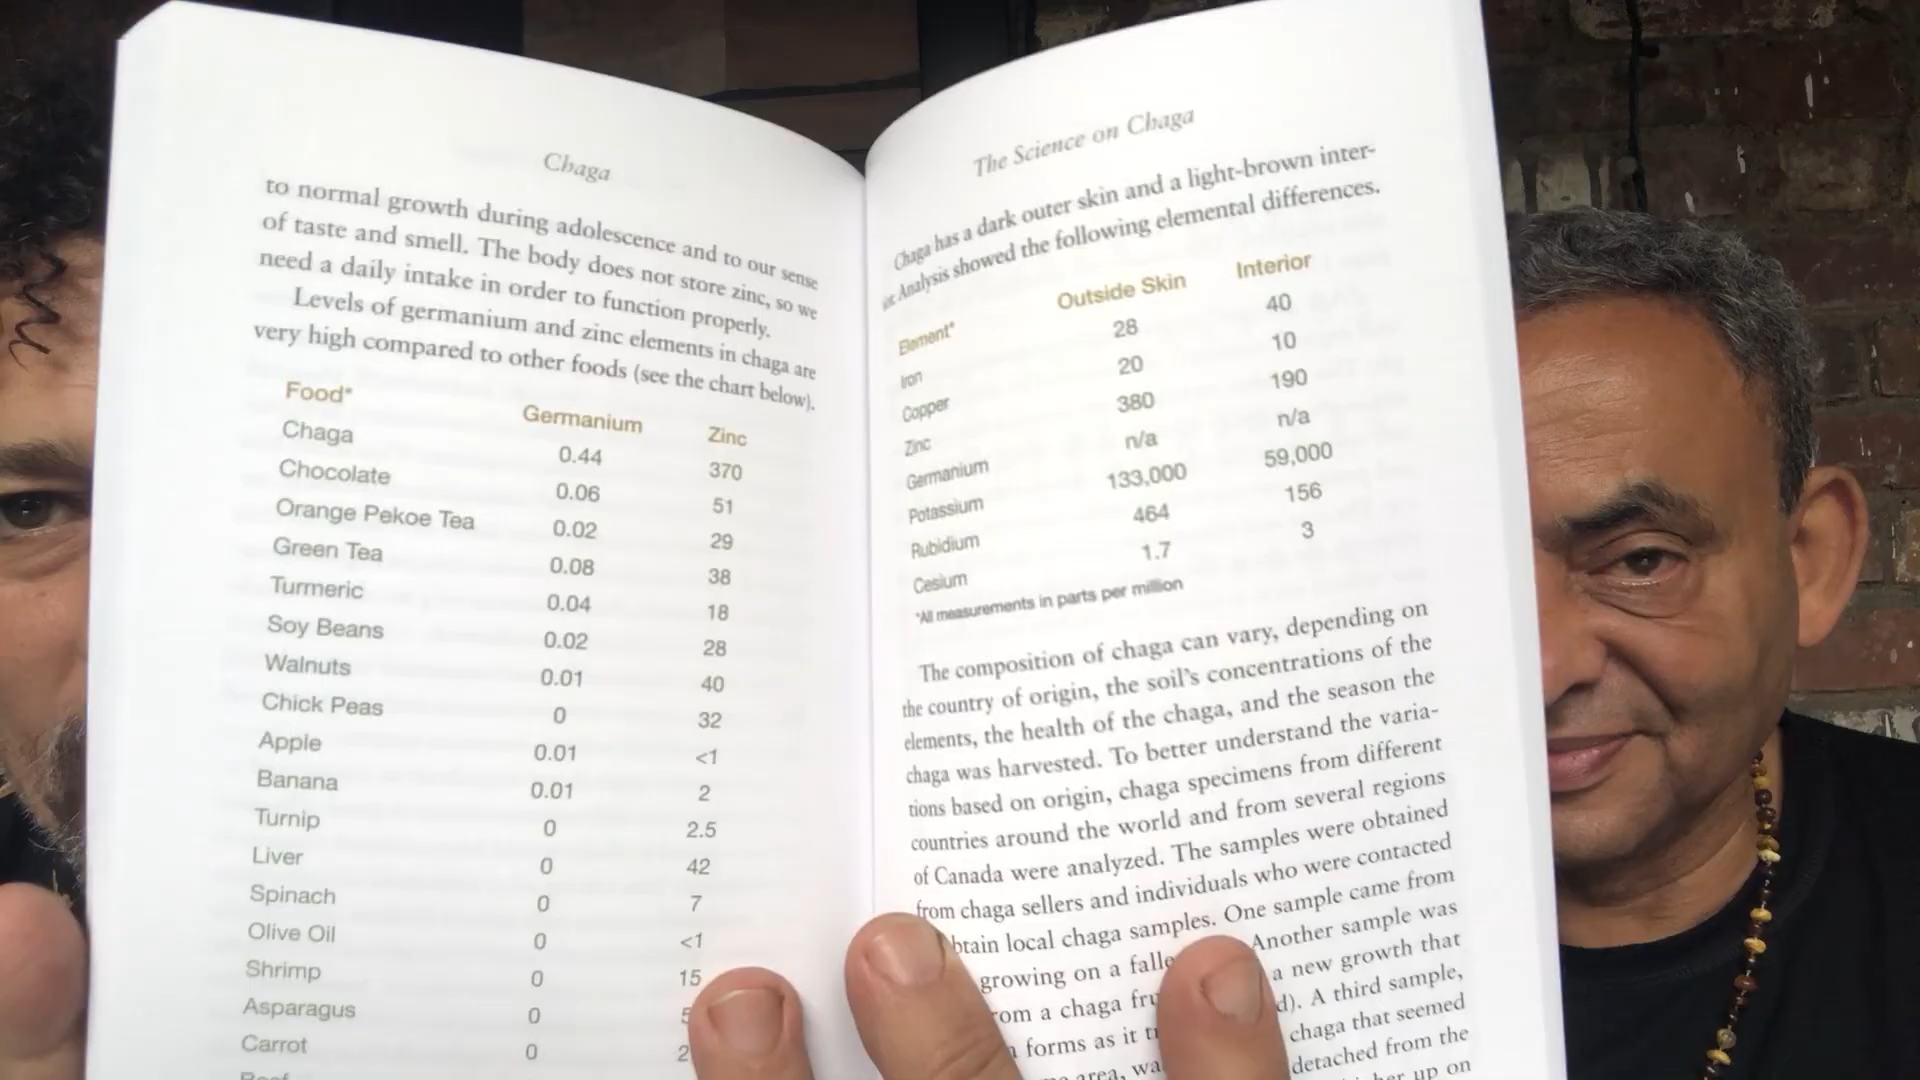 Chaga
to normal growth during adolescence and to our sense
of taste and smell. The body does not store zinc, so we
need a daily intake in order to function properly.
Levels of germanium and zinc elements in chaga are
very high compared to other foods (see the chart below).
Food* Germanium Zinc
Chaga 0.44 370
Chocolate 0.06 51
Orange Pekoe Tea 0.02 29
Green Tea 0.08 38
Turmeric 0.04 18
Soy Beans 0.02 28
Walnuts 0.01 40
Chick Peas 0 32
Apple 0.01 <1
Banana 0.01 2
Turnip 0 2.5
Liver 0 42
Spinach 0 7
Olive Oil 0 <1
Shrimp 0 15
Asparagus 0
Carrot 0
The Science on Chaga
Chaga has a dark outer skin and a light-brown inter-
ior. Analysis showed the following elemental differences.
Element* Outside Skin Interior
Iron 28 40
Copper 20 10
Zinc 380 190
Germanium n/a n/a
Potassium 133,000 59,000
Rubidium 464 156
Cesium 1.7 3
*All measurements in parts per million
The composition of chaga can vary, depending on
the country of origin, the soil's concentrations of the
elements, the health of the chaga, and the season the
chaga was harvested. To better understand the varia-
tions based on origin, chaga specimens from different
countries around the world and from several regions
of Canada were analyzed. The samples were obtained
from chaga sellers and individuals who were contacted
btain local chaga samples. One sample came from
growing on a falle Another sample was
om a chaga fru a new growth that
forms as it t d). A third sample,
area, wa chaga that seemed
detached from the
up on